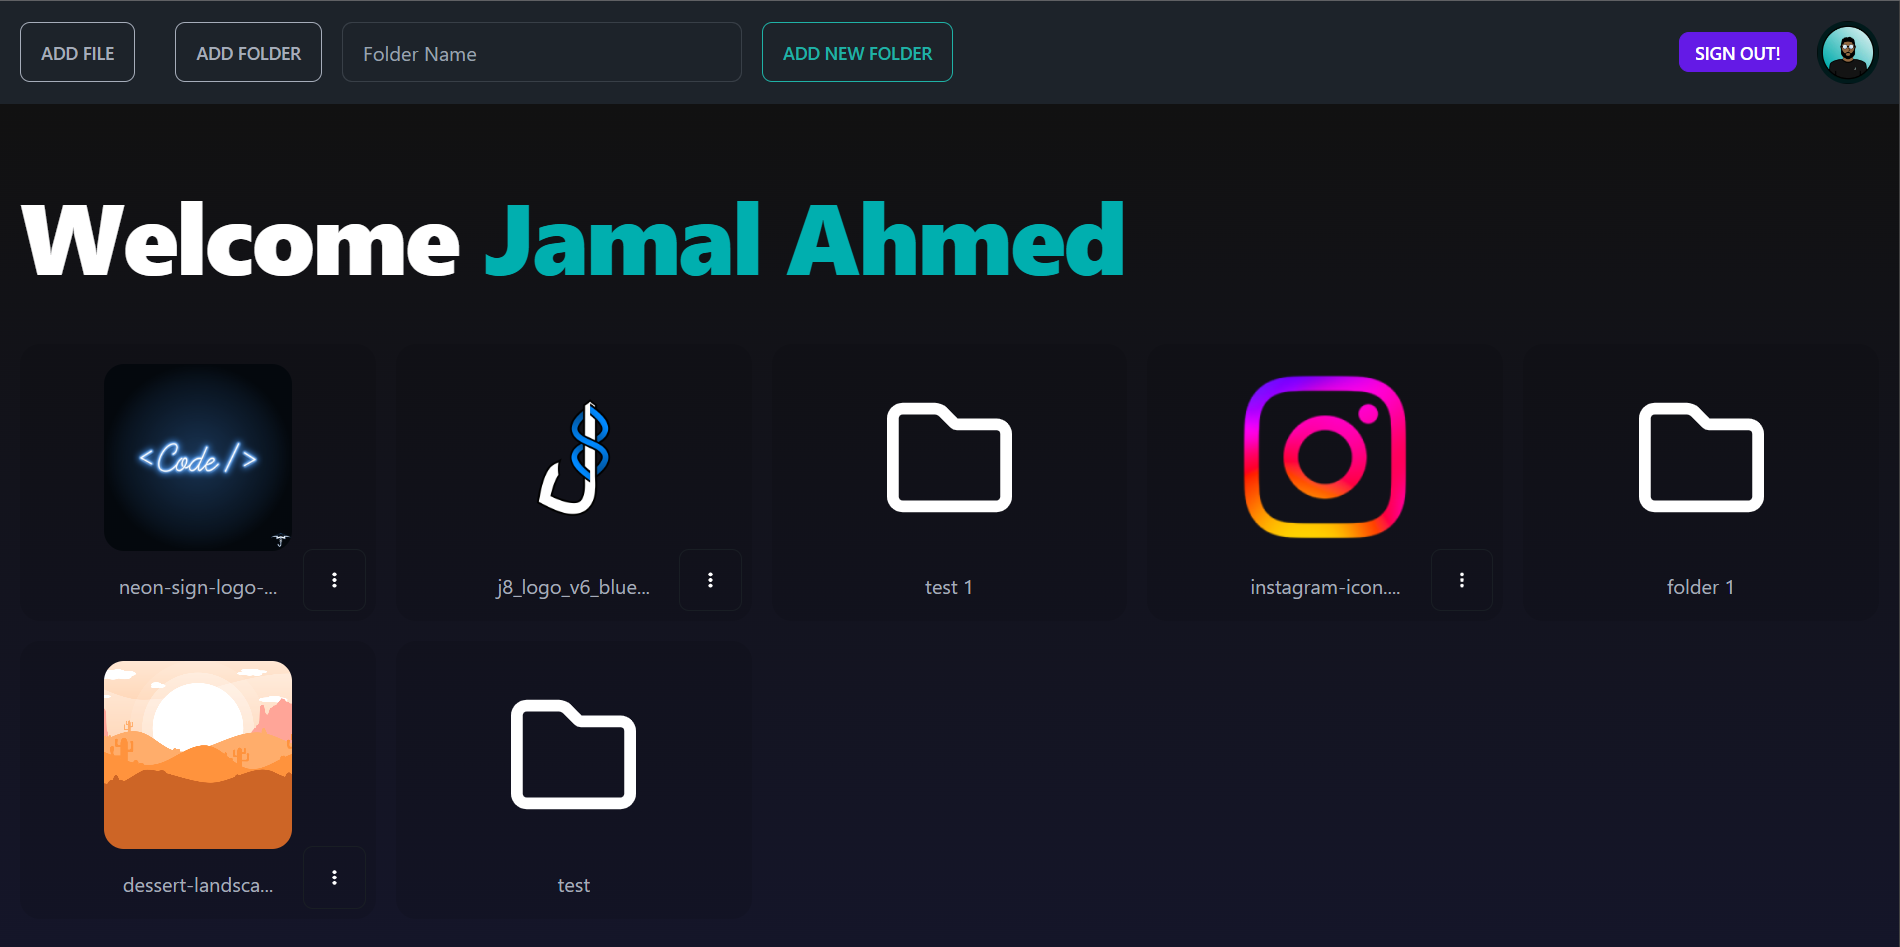 ADD FILE
ADD FOLDER
Folder Name
ADD NEW FOLDER
SIGN OUT!
Welcome Jamal Ahmed
<Code/>
neon-sign-logo-...
j8_logo_v6_blue...
test 1
instagram-icon....
folder 1
dessert-landsca...
test